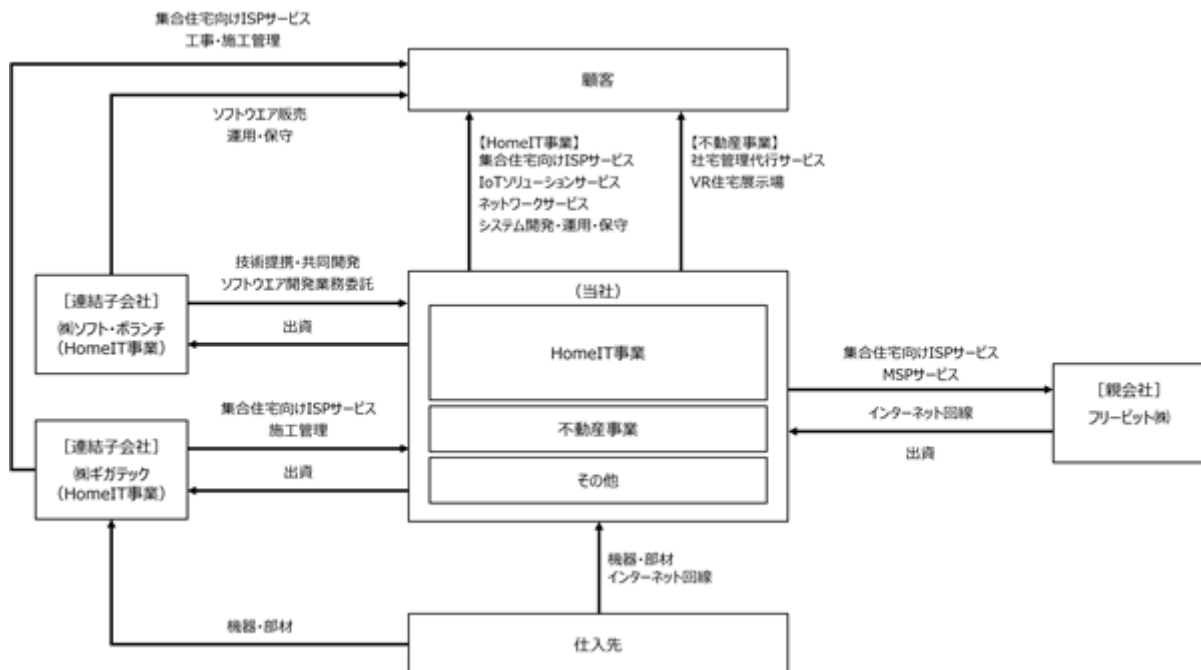 集合住宅向けISPサービス
工事・施工管理
顧客
ソフトウエア販売
運用・保守
【HomeIT事業】
集合住宅向けISPサービス
IoTソリューションサービス
ネットワークサービス
システム開発・運用・保守
【不動産事業】
社宅管理代行サービス
VR住宅展示場
技術提携・共同開発
ソフトウエア開発業務委託
出資
［連結子会社］
㈱ソフト・ボランチ
（HomeIT事業）
（当社）
HomeIT事業
不動産事業
その他
集合住宅向けISPサービス
MSPサービス
インターネット回線
出資
［親会社］
フリービット㈱
集合住宅向けISPサービス
施工管理
出資
［連結子会社］
㈱ギガテック
（HomeIT事業）
機器・部材
インターネット回線
機器・部材
仕入先